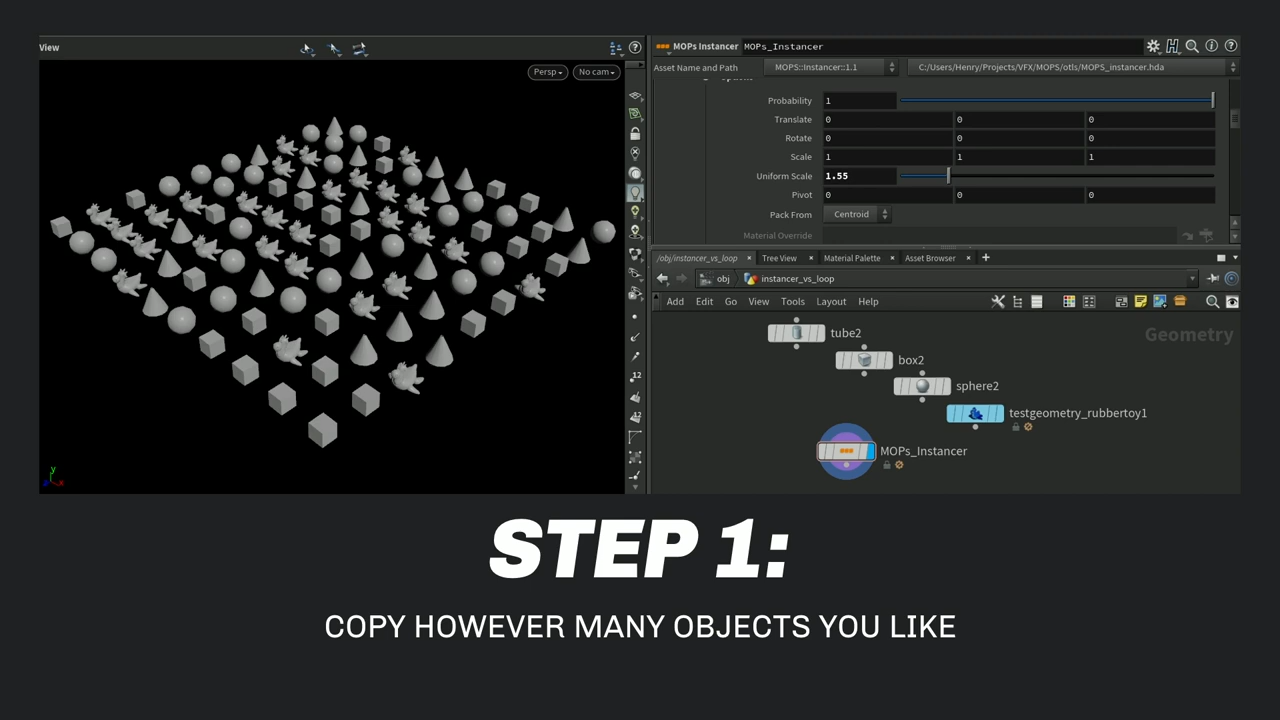 View
Persp
No cam
MOPs Instancer MOPs_Instancer
Asset Name and Path MOPS::Instancer::1.1 C:/Users/Henry/Projects/VFX/MOPS/otls/MOPS_instancer.hda
Probability 1
Translate 0 0 0
Rotate 0 0 0
Scale 1 1 1
Uniform Scale 1.55
Pivot 0 0 0
Pack From Centroid
Material Override
/obj/instancer_vs_loop Tree View Material Palette Asset Browser
obj instancer_vs_loop
Add Edit Go View Tools Layout Help
Geometry
tube2
box2
sphere2
testgeometry_rubbertoy1
MOPs_Instancer
12
12
y
x
STEP 1:
COPY HOWEVER MANY OBJECTS YOU LIKE